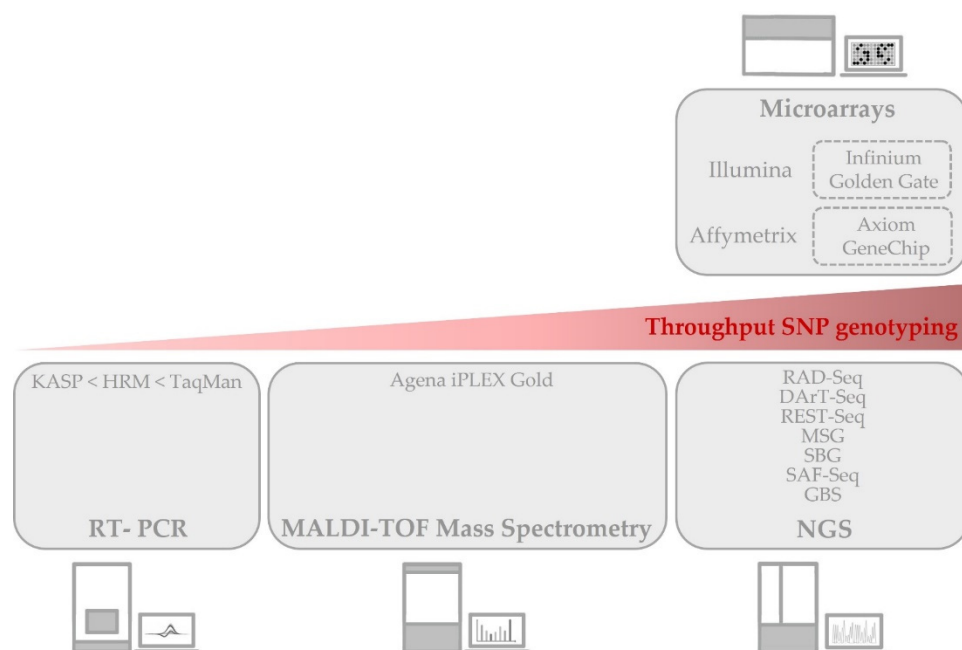 Microarrays
Illumina
Infinium
Golden Gate
Affymetrix
Axiom
GeneChip
Throughput SNP genotyping
KASP < HRM < TaqMan
RT- PCR
Agena iPLEX Gold
MALDI-TOF Mass Spectrometry
RAD-Seq
DArT-Seq
REST-Seq
MSG
SBG
SAF-Seq
GBS
NGS